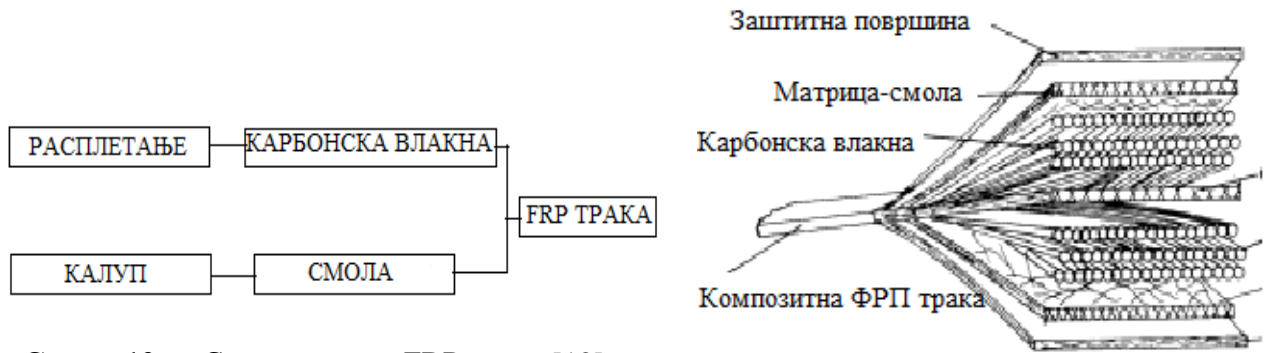 РАСПЛЕТАЊЕ
КАРБОНСКА ВЛАКНА
FRP ТРАКА
КАЛУП
СМОЛА
Заштитна површина
Матрица-смола
Карбонска влакна
Композитна ФРП трака